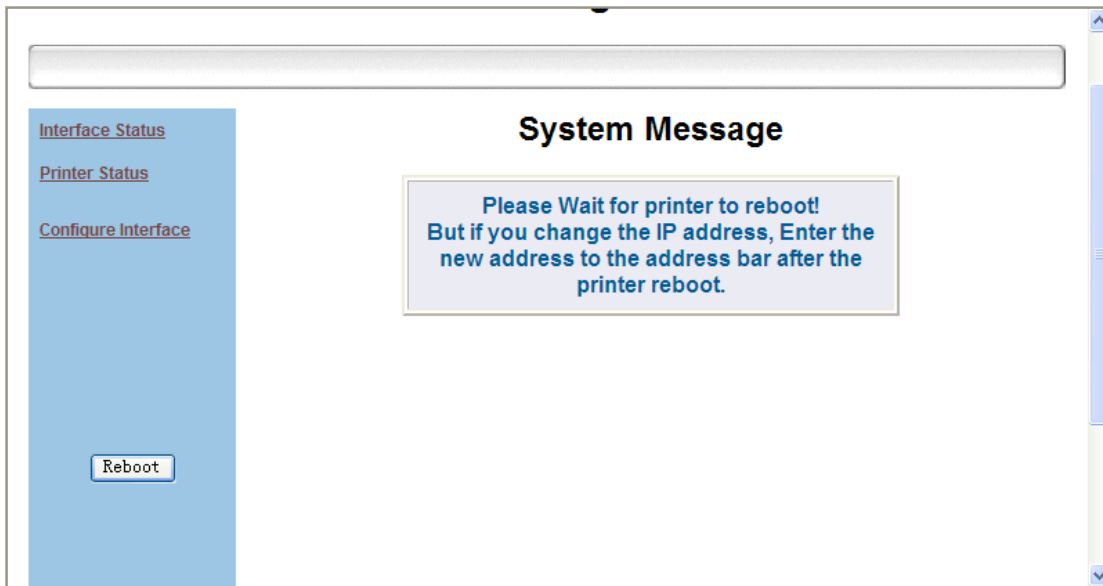 Interface Status
Printer Status
Configure Interface
Reboot
System Message
Please Wait for printer to reboot!
But if you change the IP address, Enter the
new address to the address bar after the
printer reboot.